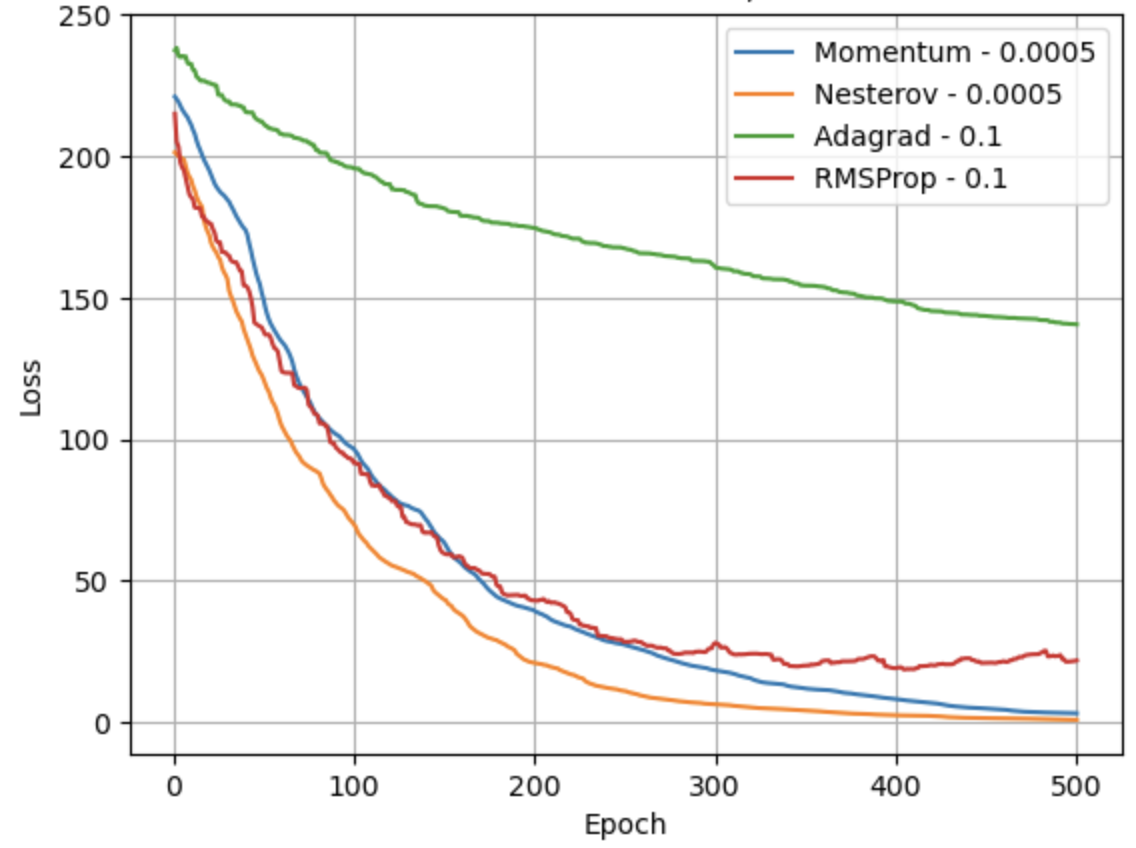 250
200
150
100
50
0
Loss
Momentum - 0.0005
Nesterov - 0.0005
Adagrad - 0.1
RMSProp - 0.1
0 100 200 300 400 500
Epoch